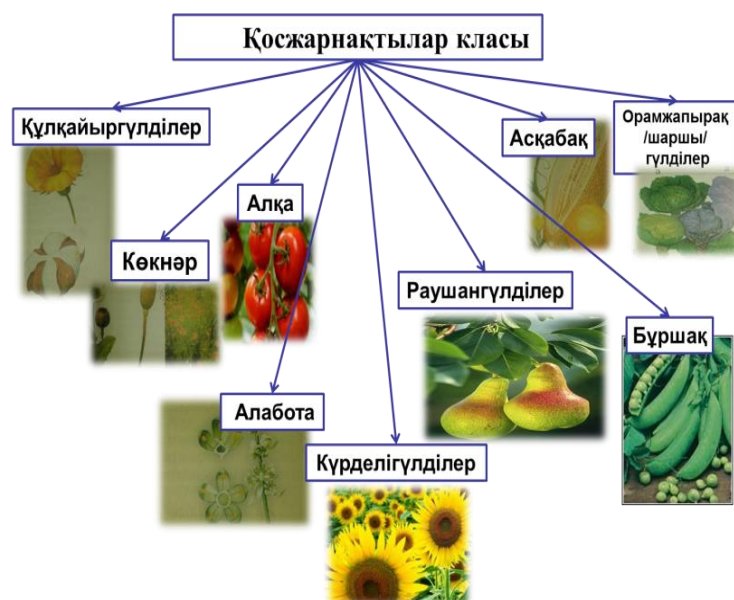 Қосжарнақтылар класы
Құлқайыргүлділер
Асқабақ
Орамжапырақ
/шаршы/
гүлділер
Алқа
Көкнәр
Раушангүлділер
Бұршақ
Алабота
Күрделігүлділер